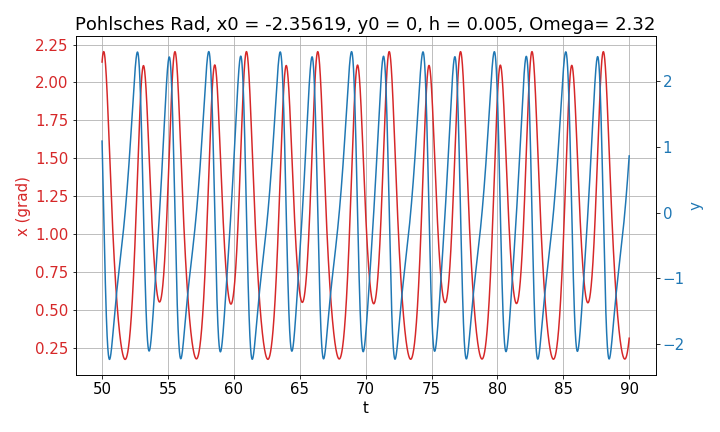 Pohlsches Rad, x0 = -2.35619, y0 = 0, h = 0.005, Omega= 2.32
2.25
2.00
1.75
1.50
1.25
1.00
0.75
0.50
0.25
x (grad)
2
1
0
−1
−2
y
50 55 60 65 70 75 80 85 90
t